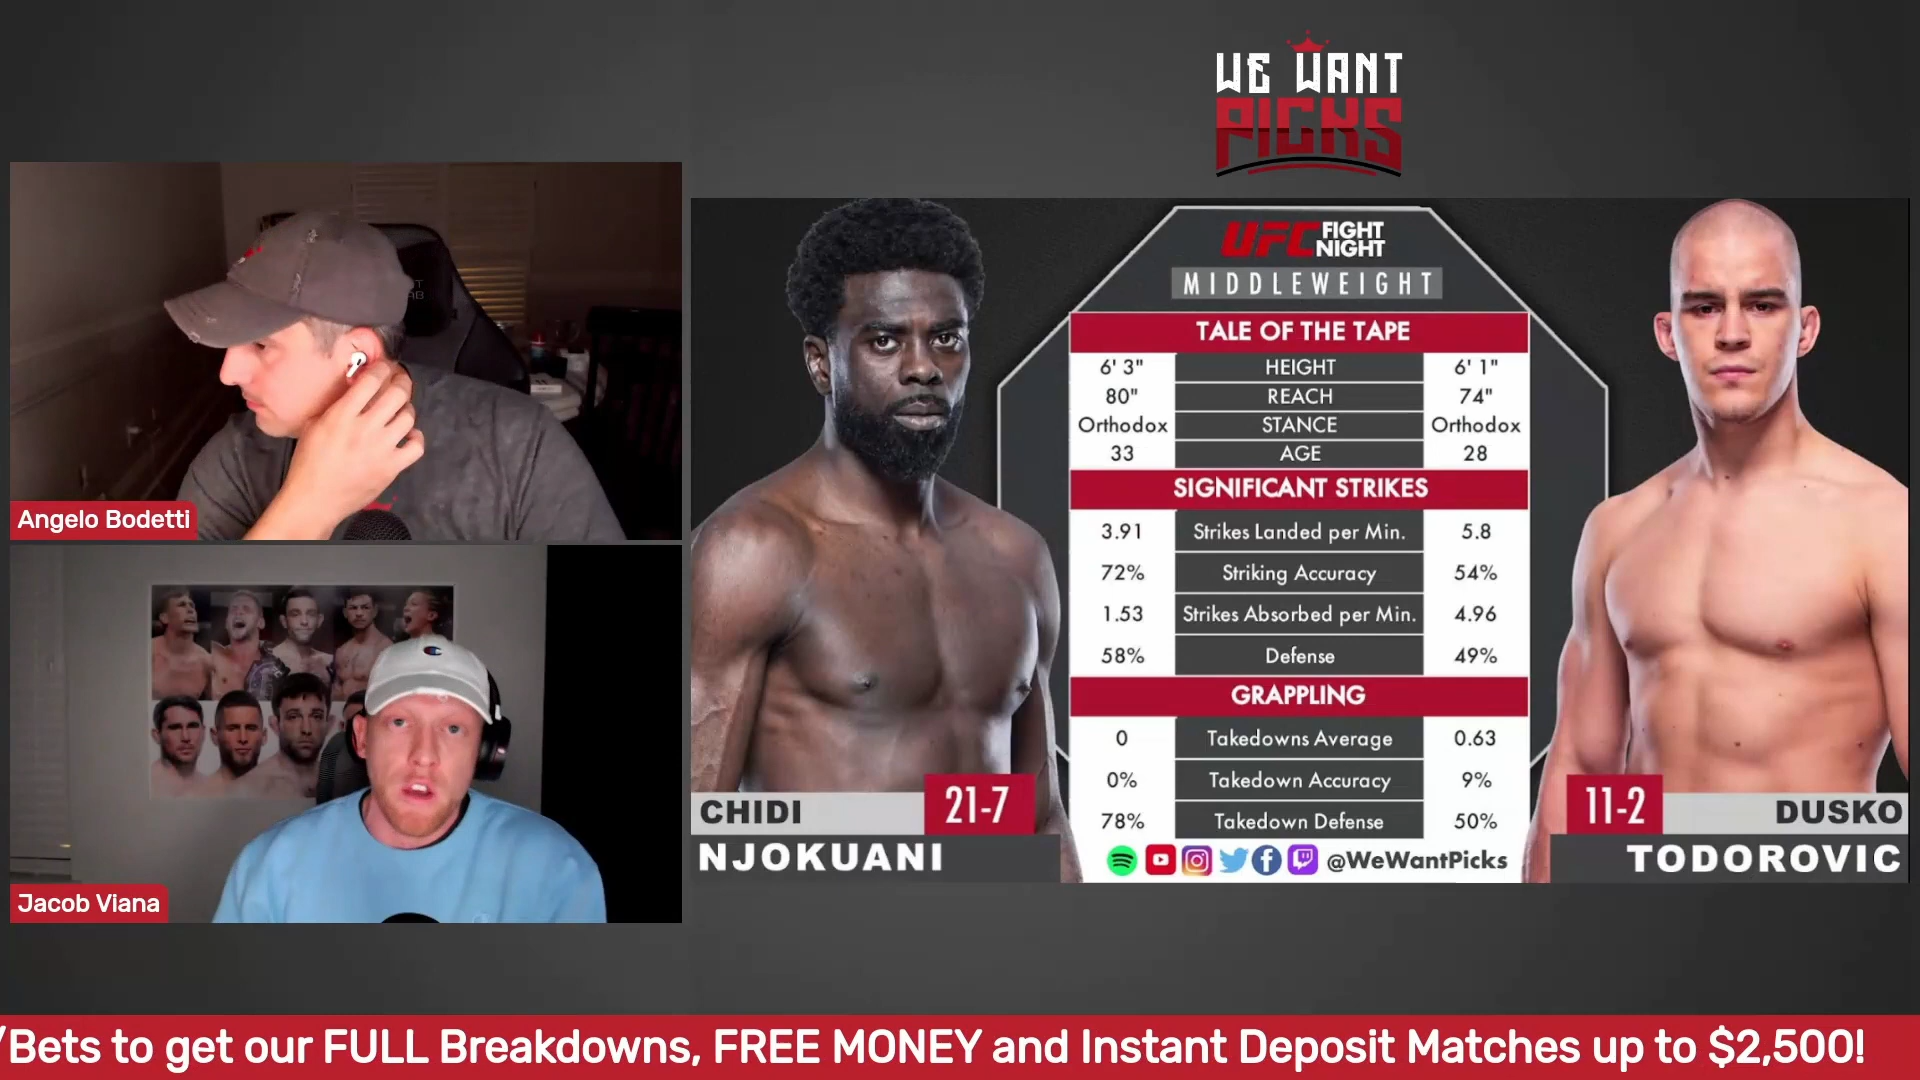 WE WANT
PICKS
Angelo Bodetti
Jacob Viana
UFC FIGHT
NIGHT
MIDDLEWEIGHT
TALE OF THE TAPE
6' 3" HEIGHT 6' 1"
80" REACH 74"
Orthodox STANCE Orthodox
33 AGE 28
SIGNIFICANT STRIKES
3.91 Strikes Landed per Min. 5.8
72% Striking Accuracy 54%
1.53 Strikes Absorbed per Min. 4.96
58% Defense 49%
GRAPPLING
0 Takedowns Average 0.63
0% Takedown Accuracy 9%
78% Takedown Defense 50%
@WeWantPicks
CHIDI 21-7
NJOKUANI
11-2 DUSKO
TODOROVIC
/Bets to get our FULL Breakdowns, FREE MONEY and Instant Deposit Matches up to $2,500!